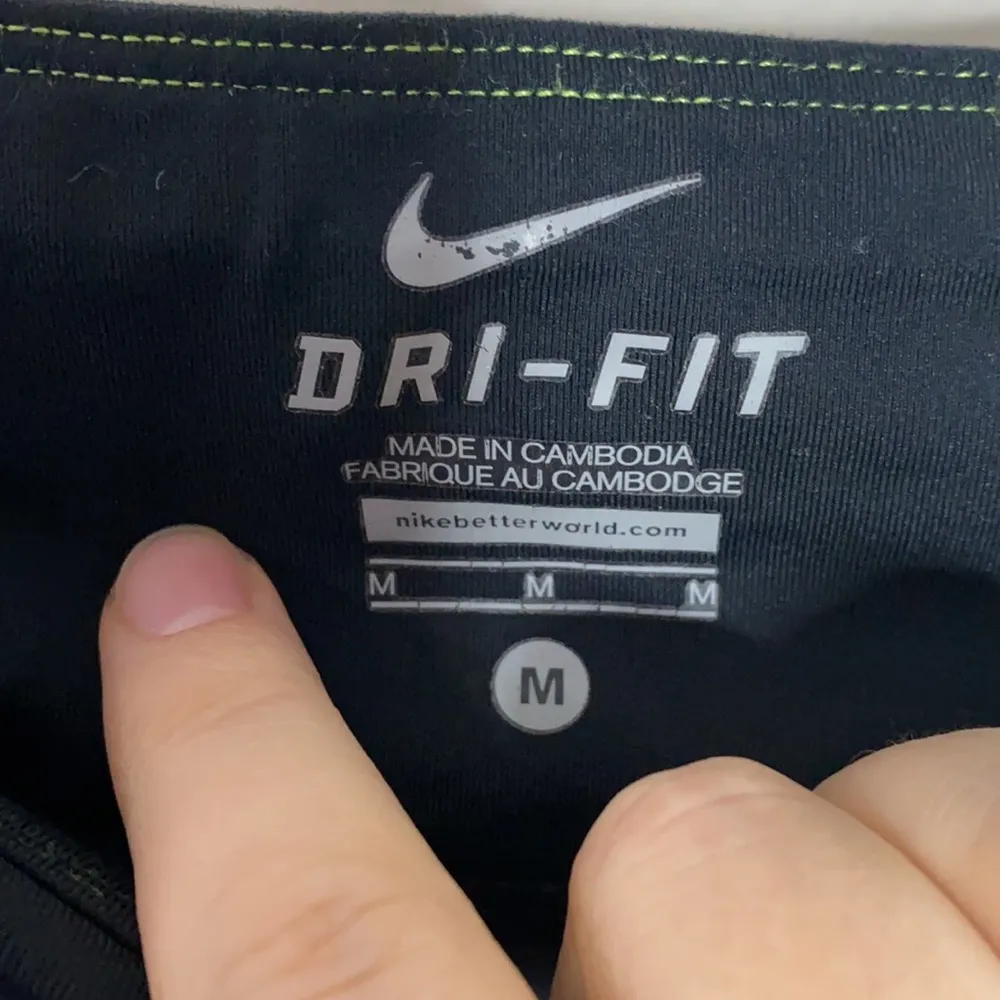 DRI-FIT
MADE IN CAMBODIA
FABRIQUE AU CAMBODGE
nikebetterworld.com
M M M
M